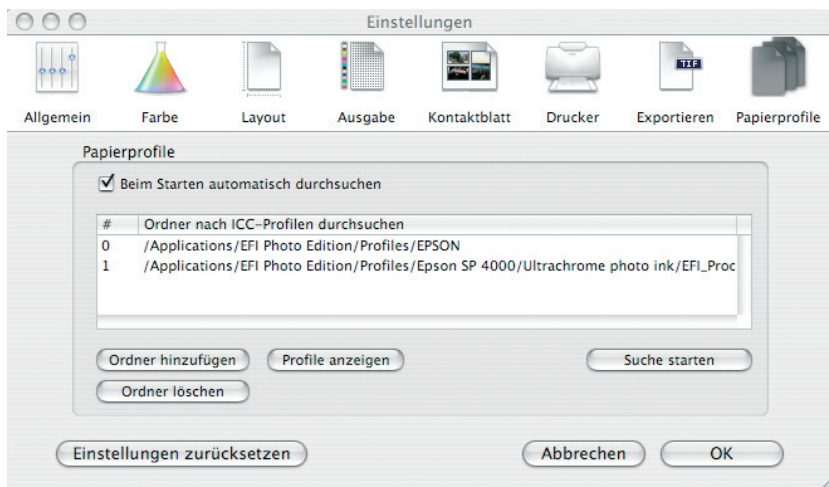 Einstellungen
TIF
Allgemein Farbe Layout Ausgabe Kontaktblatt Drucker Exportieren Papierprofile
Papierprofile
Beim Starten automatisch durchsuchen
# Ordner nach ICC-Profilen durchsuchen
0 /Applications/EFI Photo Edition/Profiles/EPSON
1 /Applications/EFI Photo Edition/Profiles/Epson SP 4000/Ultrachrome photo ink/EFI_Proc
Ordner hinzufügen Profile anzeigen Suche starten
Ordner löschen
Einstellungen zurücksetzen Abbrechen OK